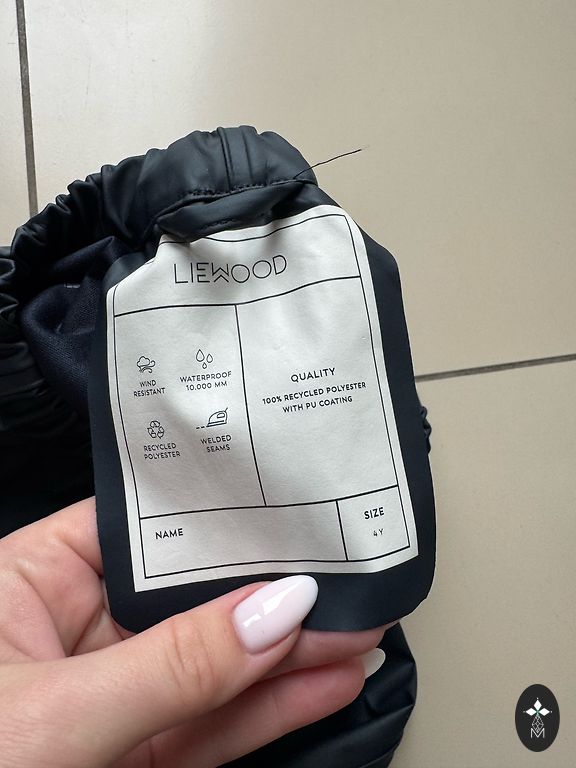 LIEWOOD
WIND
RESISTANT
WATERPROOF
10.000 MM
RECYCLED
POLYESTER
WELDED
SEAMS
QUALITY
100% RECYCLED POLYESTER
WITH PU COATING
NAME
SIZE
4Y
M